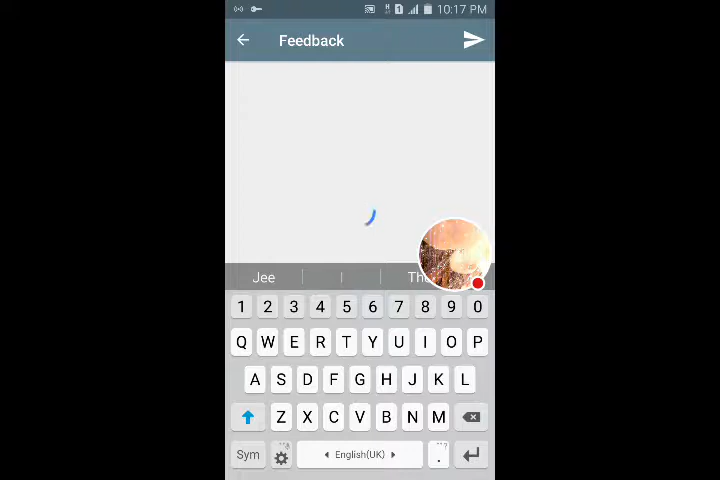 10:17 PM
Feedback
Jee
1 2 3 4 5 6 7 8 9 0
Q W E R T Y U I O P
A S D F G H J K L
Z X C V B N M
Sym English(UK) .